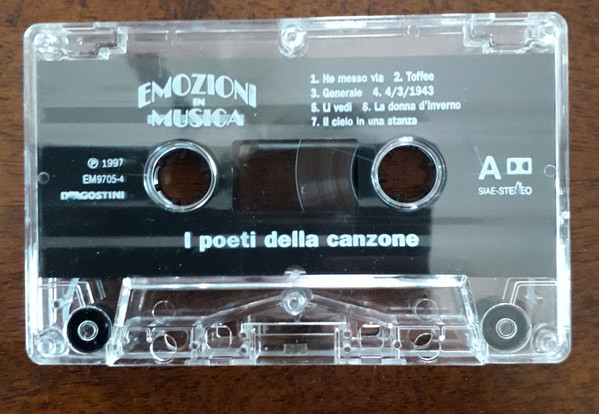 EMOZIONI
IN
MUSICA
1. Ho messo via 2. Toffee
3. Generale 4. 4/3/1943
5. Li vedi 6. La donna d'inverno
7. Il cielo in una stanza
℗ 1997
EM9705-4
DEAGOSTINI
A
SIAE-STEREO
I poeti della canzone